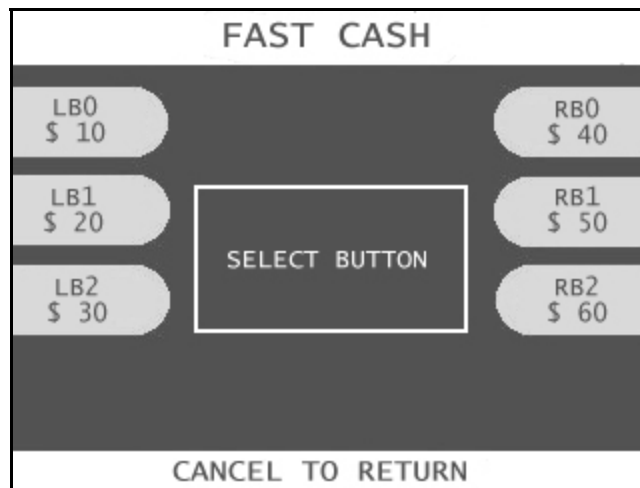 FAST CASH
LB0
$ 10
LB1
$ 20
LB2
$ 30
SELECT BUTTON
RB0
$ 40
RB1
$ 50
RB2
$ 60
CANCEL TO RETURN